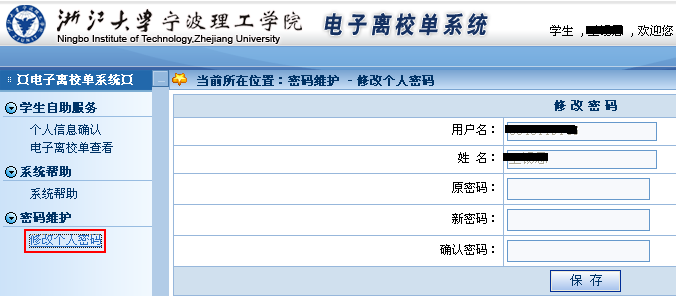 浙江大学宁波理工学院
Ningbo Institute of Technology,Zhejiang University
电子离校单系统
学生 , , 欢迎您
¤电子离校单系统¤
学生自助服务
个人信息确认
电子离校单查看
系统帮助
系统帮助
密码维护
修改个人密码
当前所在位置：密码维护 - 修改个人密码
修 改 密 码
用户名：
姓 名：
原密码：
新密码：
确认密码：
保 存